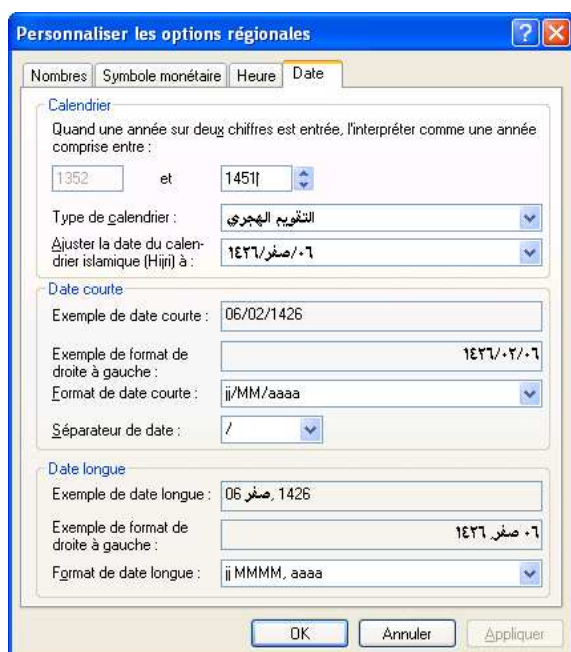 Personnaliser les options régionales
Nombres Symbole monétaire Heure Date
Calendrier
Quand une année sur deux chiffres est entrée, l'interpréter comme une année
comprise entre :
1352 et 1451
Type de calendrier : التقويم الهجري
Ajuster la date du calen-
drier islamique (Hijri) à : ٠٦/صفر/١٤٢٦
Date courte
Exemple de date courte : 06/02/1426
Exemple de format de
droite à gauche : ١٤٢٦/٠٢/٠٦
Format de date courte : jj/MM/aaaa
Séparateur de date : /
Date longue
Exemple de date longue : 06 صفر, 1426
Exemple de format de
droite à gauche : ٠٦ صفر, ١٤٢٦
Format de date longue : jj MMMM, aaaa
OK Annuler Appliquer